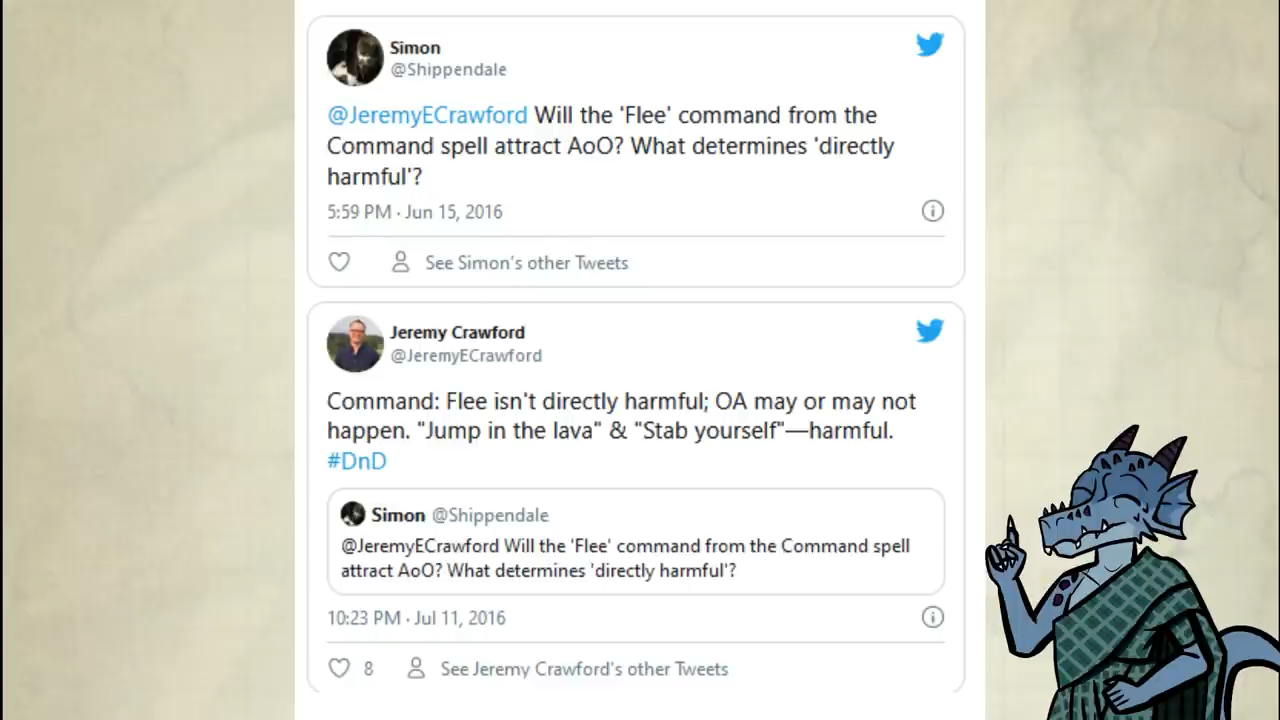 Simon
@Shippendale
@JeremyECrawford Will the 'Flee' command from the
Command spell attract AoO? What determines 'directly
harmful'?
5:59 PM · Jun 15, 2016
See Simon's other Tweets
Jeremy Crawford
@JeremyECrawford
Command: Flee isn't directly harmful; OA may or may not
happen. "Jump in the lava" & "Stab yourself"—harmful.
#DnD
Simon @Shippendale
@JeremyECrawford Will the 'Flee' command from the Command spell
attract AoO? What determines 'directly harmful'?
10:23 PM · Jul 11, 2016
8 See Jeremy Crawford's other Tweets